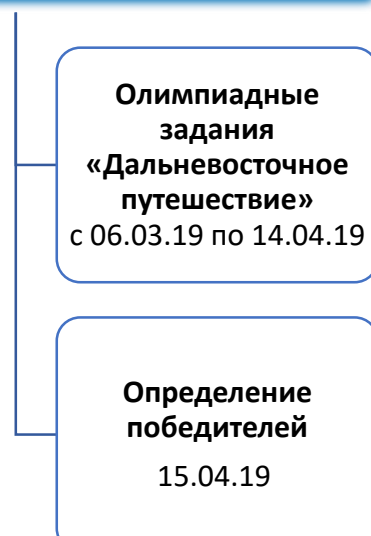 Олимпиадные
задания
«Дальневосточное
путешествие»
с 06.03.19 по 14.04.19
Определение
победителей
15.04.19